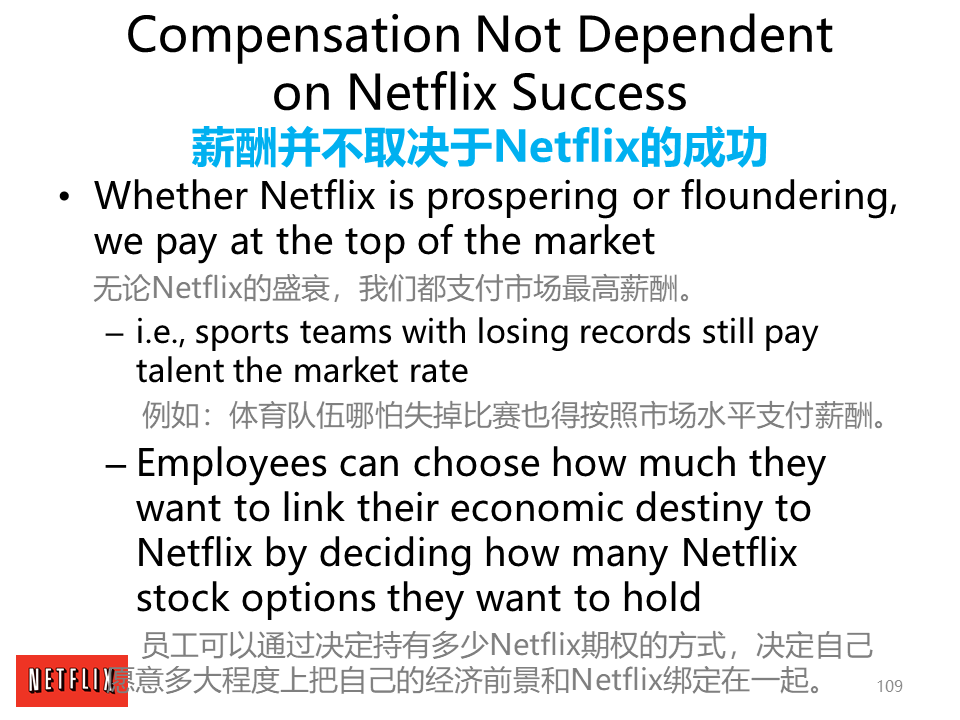 Compensation Not Dependent
on Netflix Success
薪酬并不取决于Netflix的成功
• Whether Netflix is prospering or floundering,
we pay at the top of the market
无论Netflix的盛衰，我们都支付市场最高薪酬。
– i.e., sports teams with losing records still pay
talent the market rate
例如：体育队伍哪怕失掉比赛也得按照市场水平支付薪酬。
– Employees can choose how much they
want to link their economic destiny to
Netflix by deciding how many Netflix
stock options they want to hold
员工可以通过决定持有多少Netflix期权的方式，决定自己
愿意多大程度上把自己的经济前景和Netflix绑定在一起。
NETFLIX
109